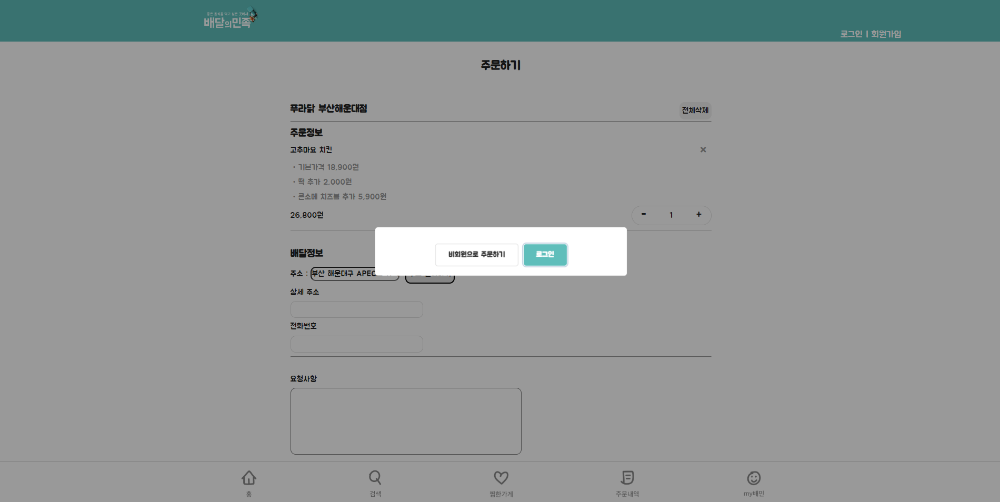 좋은 음식을 먹고 싶은 곳에서
배달의민족
로그인 | 회원가입
주문하기
푸라닭 부산해운대점
전체삭제
주문정보
고추마요 치킨
· 기본가격 18,900원
· 떡 추가 2,000원
· 콘소메 치즈볼 추가 5,900원
26,800원
- 1 +
비회원으로 주문하기
로그인
배달정보
주소 : 부산 해운대구 APEC
상세 주소
전화번호
요청사항
홈
검색
찜한가게
주문내역
my배민